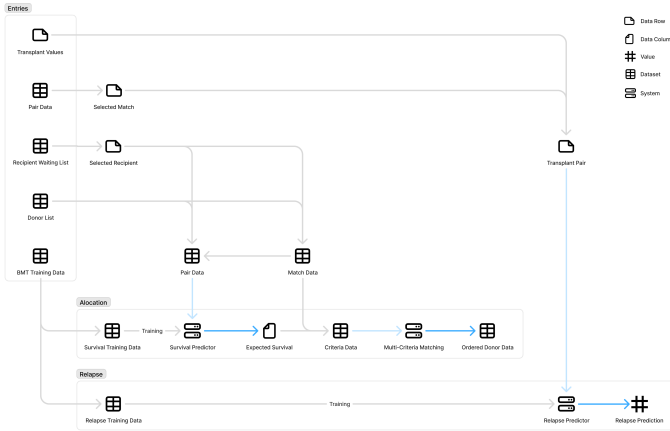 Entries
Data Row
Transplant Values
Data Colum
Value
Dataset
System
Pair Data
Selected Match
Recipient Waiting List
Selected Recipient
Transplant Pair
Donor List
BMT Training Data
Pair Data
Match Data
Alocation
Training
Survival Training Data
Survival Predictor
Expected Survival
Criteria Data
Multi-Criteria Matching
Ordered Donor Data
Relapse
Training
Relapse Training Data
Relapse Predictor
Relapse Prediction